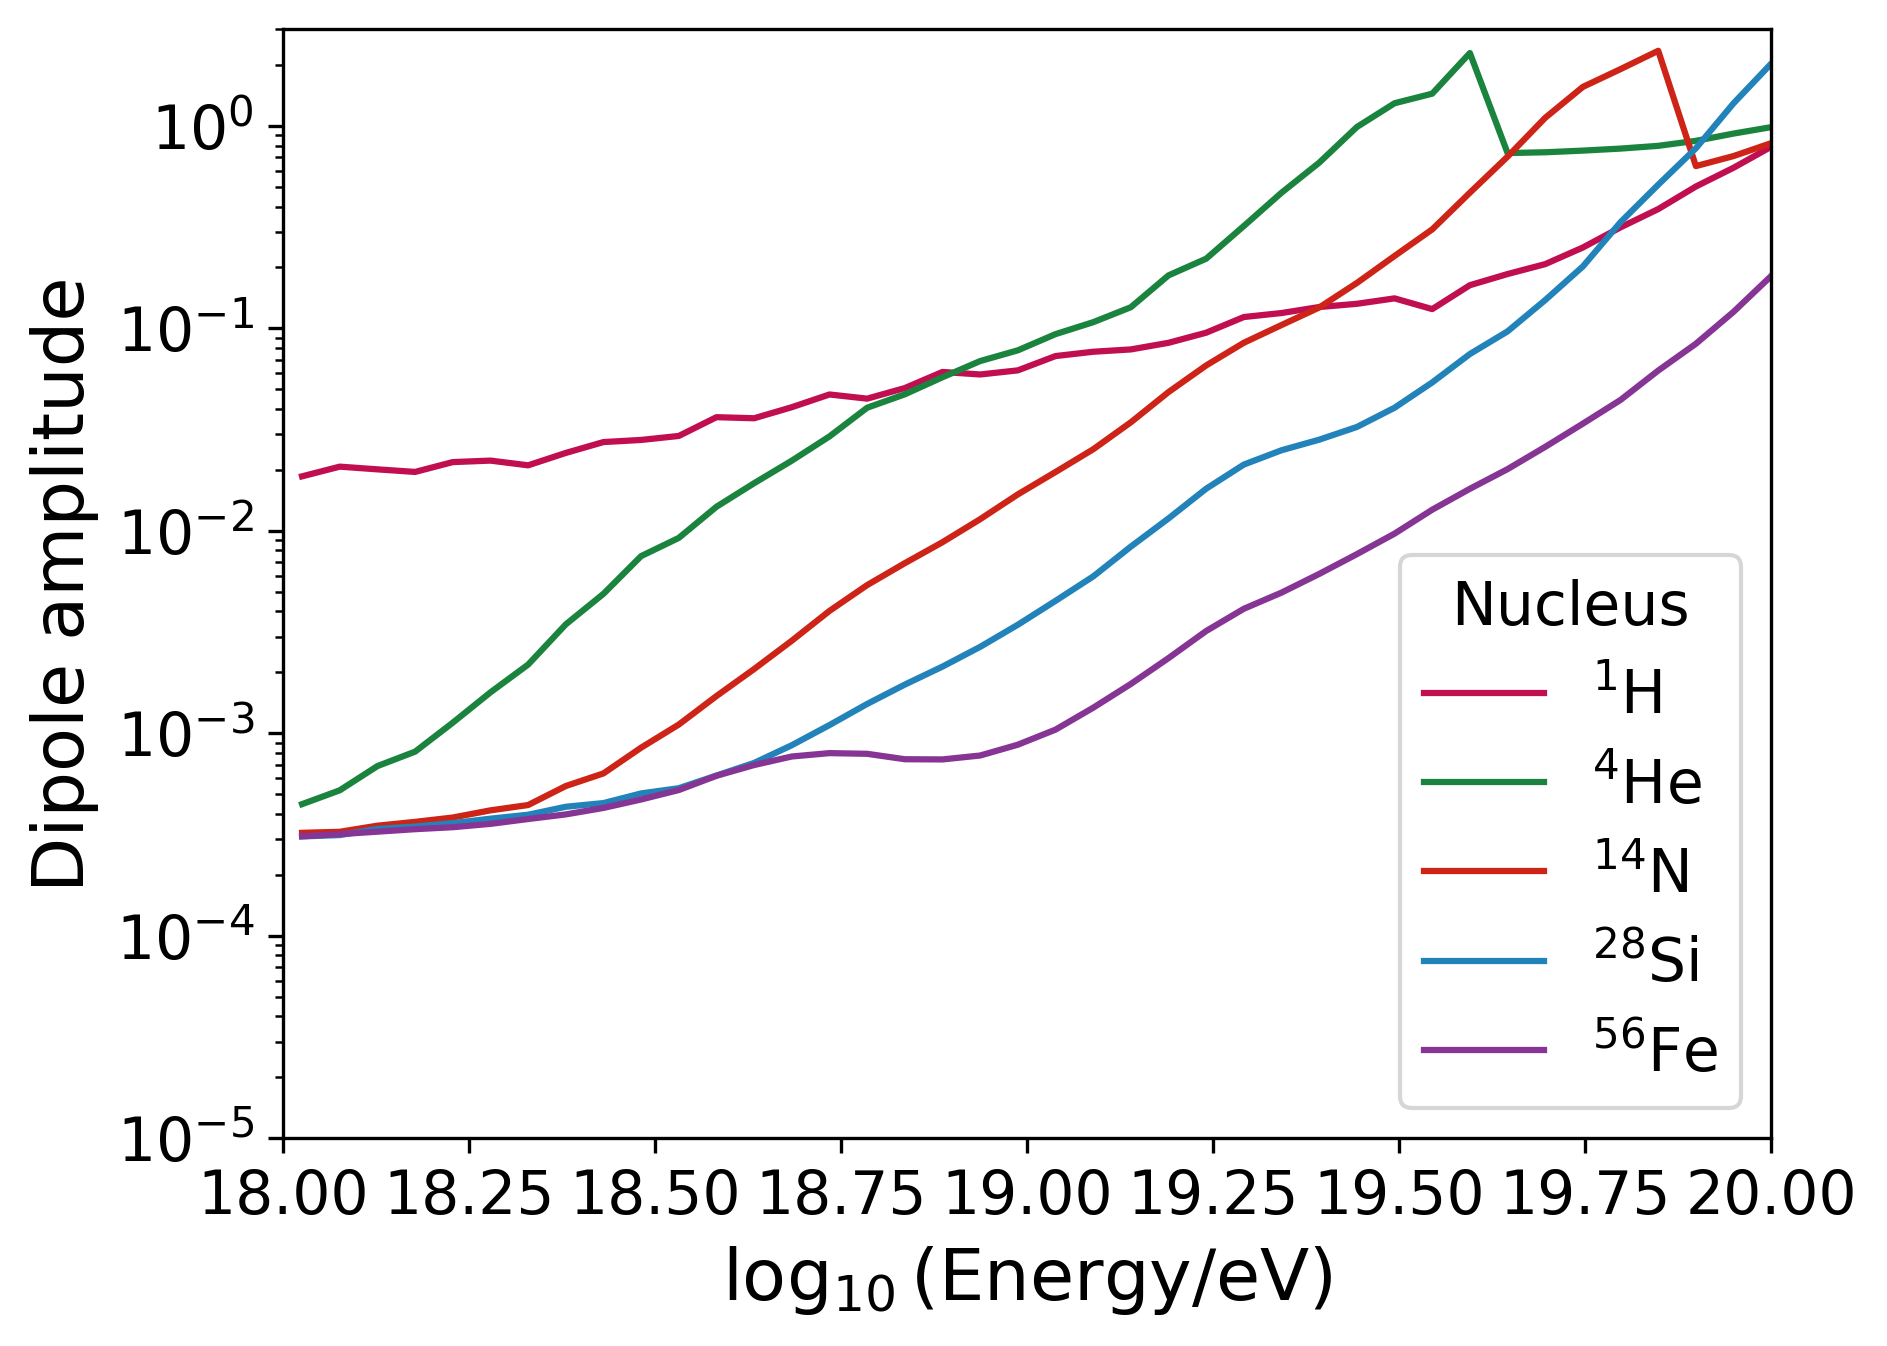 Dipole amplitude
10⁰
10⁻¹
10⁻²
10⁻³
10⁻⁴
10⁻⁵
Nucleus
¹H
⁴He
¹⁴N
²⁸Si
⁵⁶Fe
18.00 18.25 18.50 18.75 19.00 19.25 19.50 19.75 20.00
log₁₀ (Energy/eV)